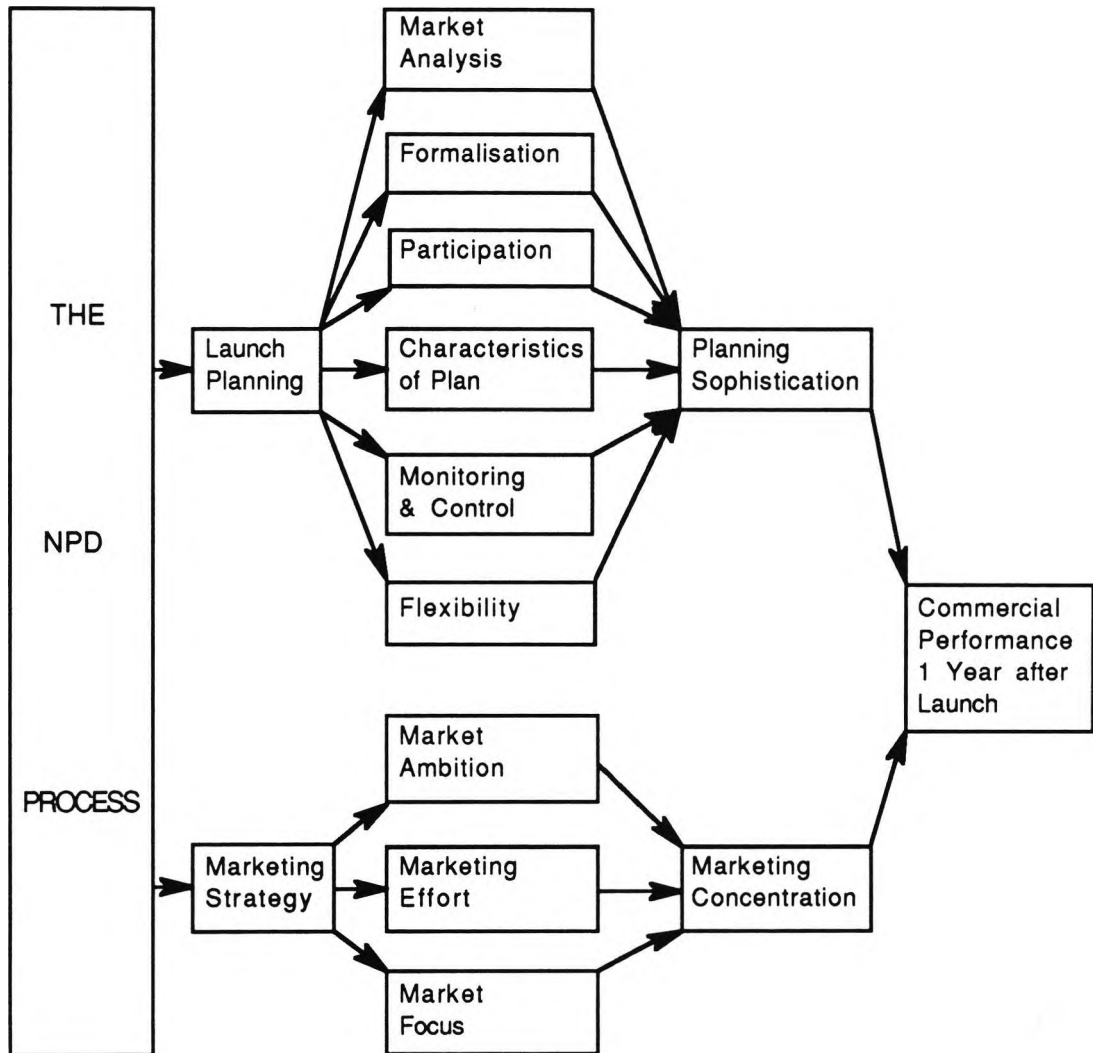 THE
NPD
PROCESS
Launch
Planning
Market
Analysis
Formalisation
Participation
Characteristics
of Plan
Monitoring
& Control
Flexibility
Planning
Sophistication
Marketing
Strategy
Market
Ambition
Marketing
Effort
Market
Focus
Marketing
Concentration
Commercial
Performance
1 Year after
Launch